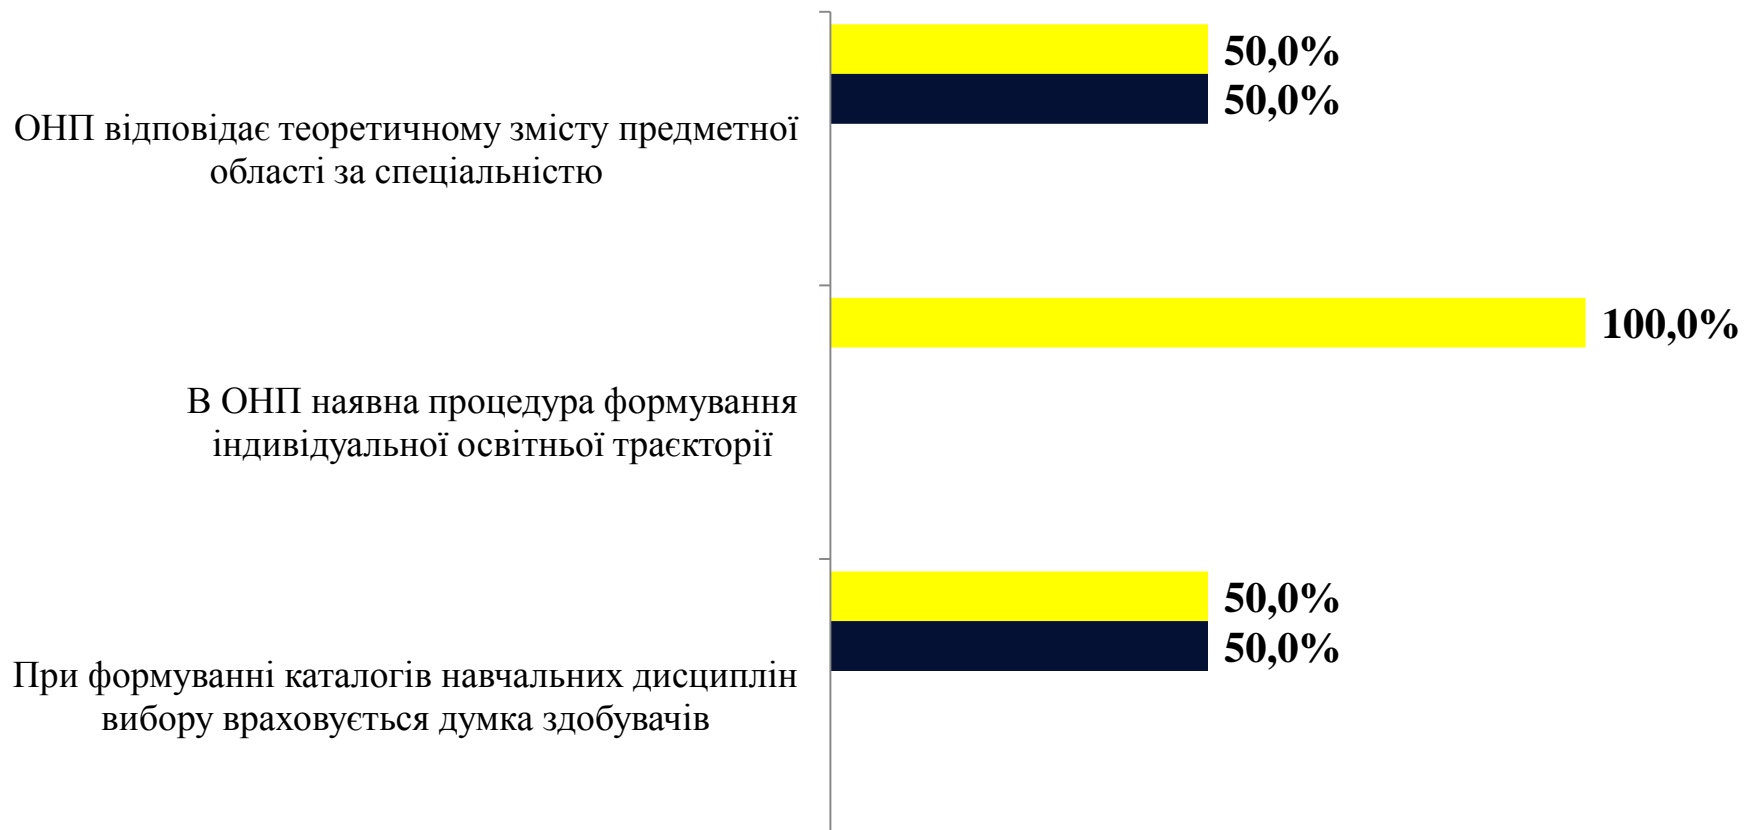 50,0%
50,0%
ОНП відповідає теоретичному змісту предметної
області за спеціальністю
100,0%
В ОНП наявна процедура формування
індивідуальної освітньої траєкторії
50,0%
50,0%
При формуванні каталогів навчальних дисциплін
вибору враховується думка здобувачів